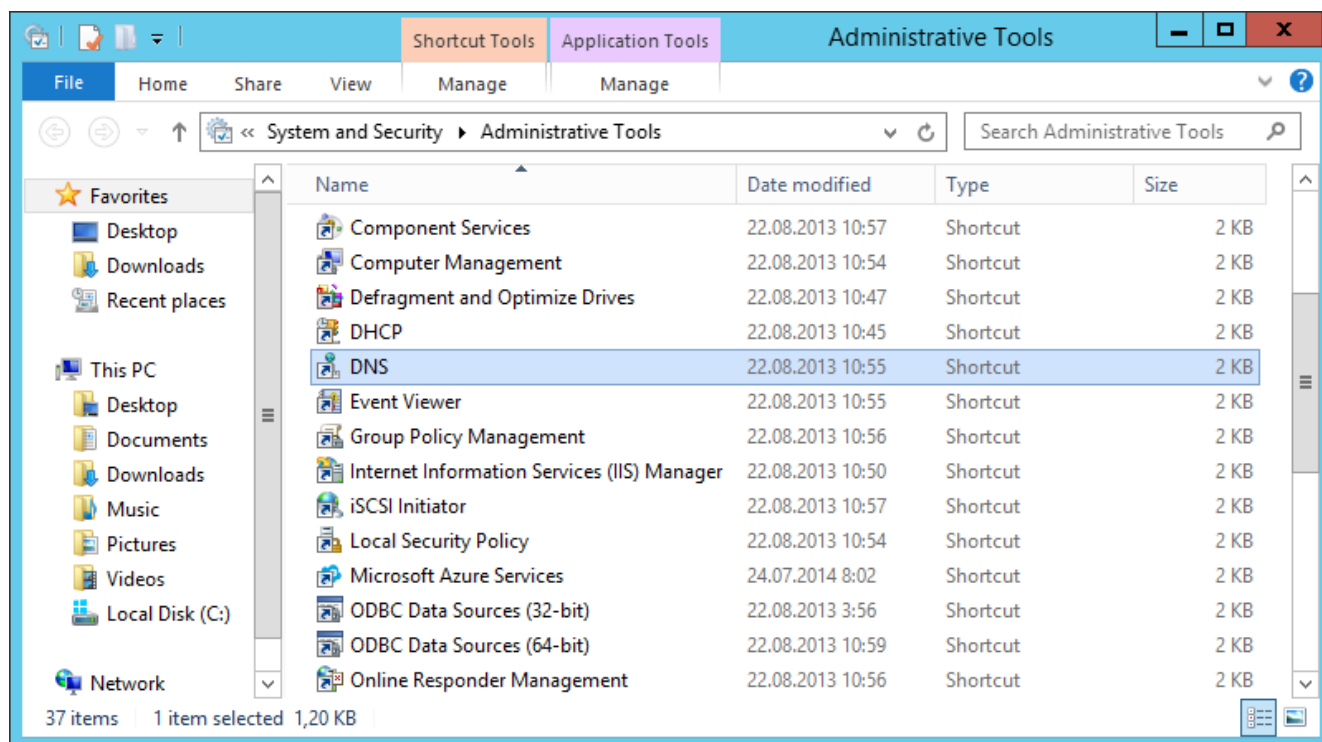 Shortcut Tools Application Tools Administrative Tools
File Home Share View Manage Manage
« System and Security Administrative Tools Search Administrative Tools
Name Date modified Type Size
Favorites
Desktop
Downloads
Recent places
This PC
Desktop
Documents
Downloads
Music
Pictures
Videos
Local Disk (C:)
Network
Component Services 22.08.2013 10:57 Shortcut 2 KB
Computer Management 22.08.2013 10:54 Shortcut 2 KB
Defragment and Optimize Drives 22.08.2013 10:47 Shortcut 2 KB
DHCP 22.08.2013 10:45 Shortcut 2 KB
DNS 22.08.2013 10:55 Shortcut 2 KB
Event Viewer 22.08.2013 10:55 Shortcut 2 KB
Group Policy Management 22.08.2013 10:56 Shortcut 2 KB
Internet Information Services (IIS) Manager 22.08.2013 10:50 Shortcut 2 KB
iSCSI Initiator 22.08.2013 10:57 Shortcut 2 KB
Local Security Policy 22.08.2013 10:54 Shortcut 2 KB
Microsoft Azure Services 24.07.2014 8:02 Shortcut 2 KB
ODBC Data Sources (32-bit) 22.08.2013 3:56 Shortcut 2 KB
ODBC Data Sources (64-bit) 22.08.2013 10:59 Shortcut 2 KB
Online Responder Management 22.08.2013 10:56 Shortcut 2 KB
37 items 1 item selected 1,20 KB